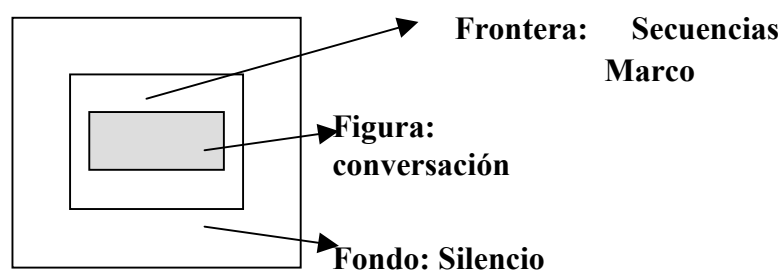 Frontera: Secuencias
Marco
Figura:
conversación
Fondo: Silencio